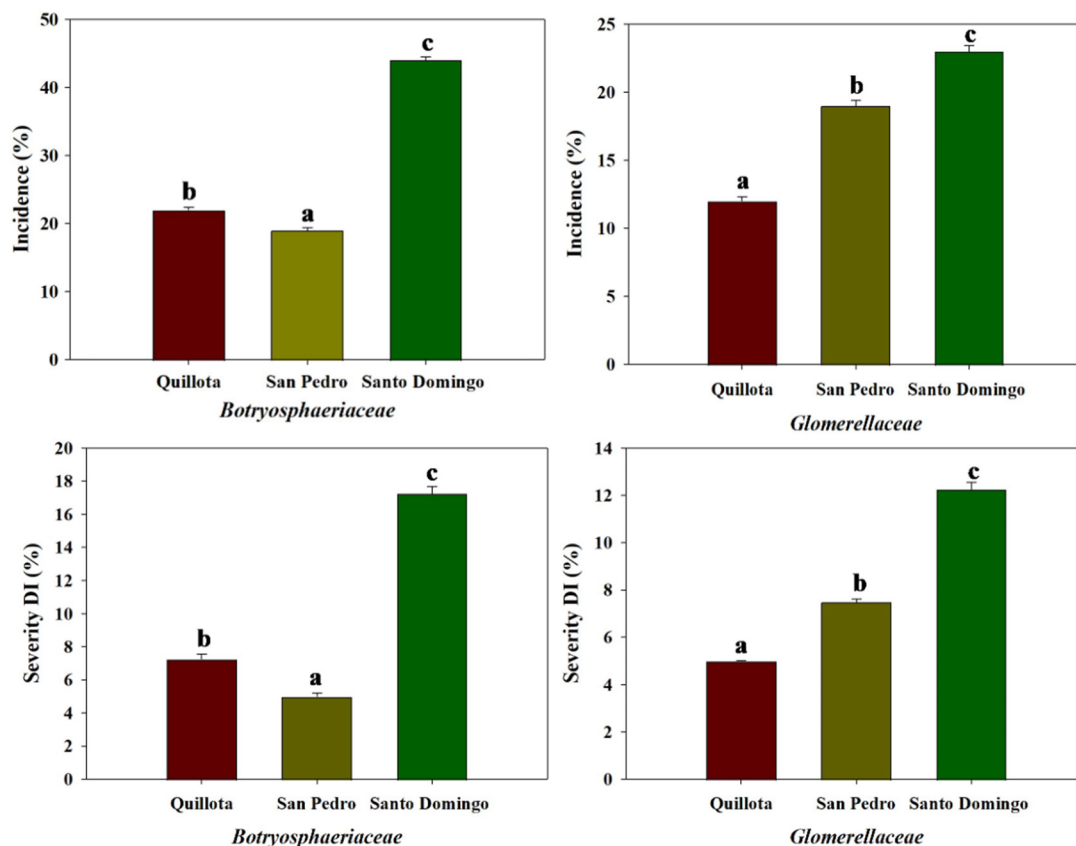 50
40
30
20
10
0
Incidence (%)
b
a
c
Quillota San Pedro Santo Domingo
Botryosphaeriaceae
25
20
15
10
5
0
Incidence (%)
a
b
c
Quillota San Pedro Santo Domingo
Glomerellaceae
20
18
16
14
12
10
8
6
4
2
0
Severity DI (%)
b
a
c
Quillota San Pedro Santo Domingo
Botryosphaeriaceae
14
12
10
8
6
4
2
0
Severity DI (%)
a
b
c
Quillota San Pedro Santo Domingo
Glomerellaceae